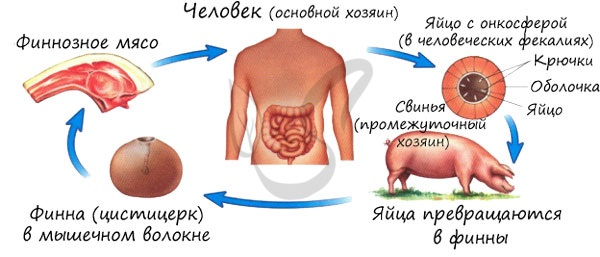 Человек (основной хозяин)
Финнозное мясо
Яйцо с онкосферой
(в человеческих фекалиях)
Крючки
Оболочка
Яйцо
Свинья
(промежуточный
хозяин)
Финна (цистицерк)
в мышечном волокне
Яйца превращаются
в финны